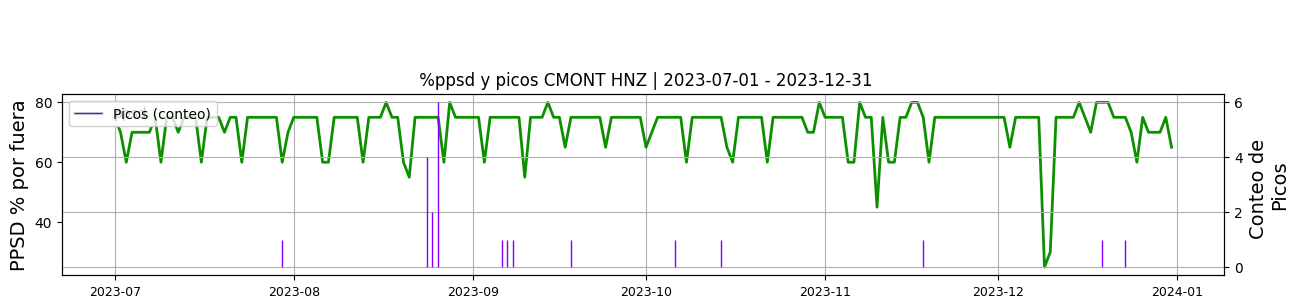 %ppsd y picos CMONT HNZ | 2023-07-01 - 2023-12-31
PPSD % por fuera
80
60
40
Picos (conteo)
6
4
2
0
Conteo de
Picos
2023-07
2023-08
2023-09
2023-10
2023-11
2023-12
2024-01